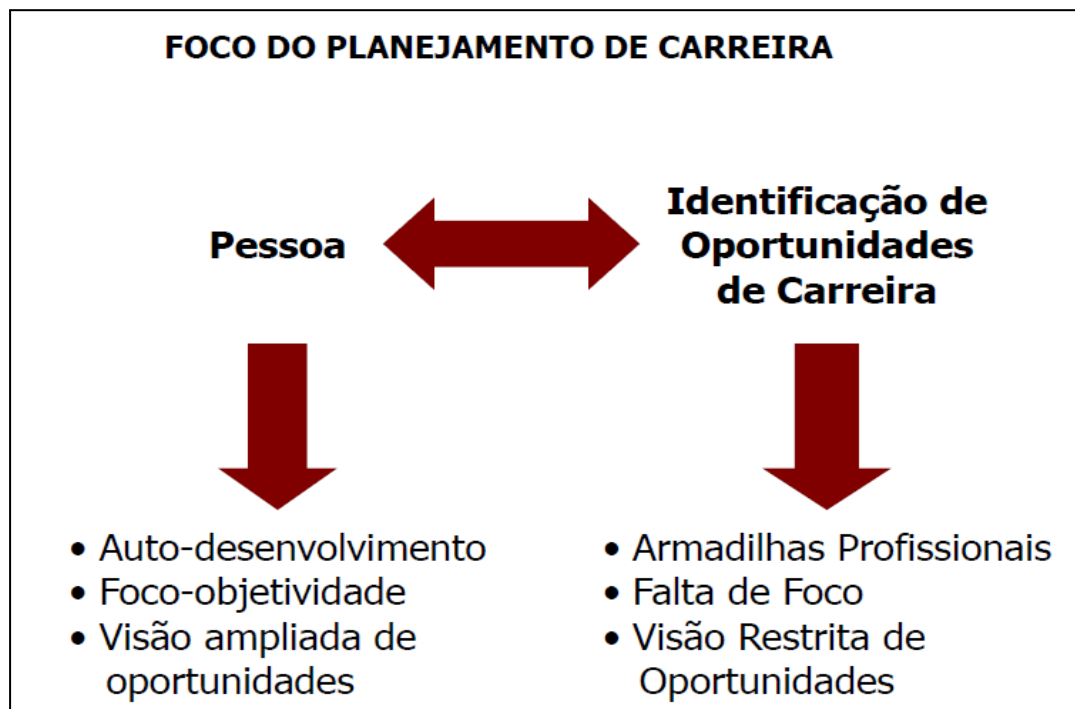 FOCO DO PLANEJAMENTO DE CARREIRA
Pessoa
Identificação de
Oportunidades
de Carreira
• Auto-desenvolvimento
• Foco-objetividade
• Visão ampliada de
oportunidades
• Armadilhas Profissionais
• Falta de Foco
• Visão Restrita de
Oportunidades